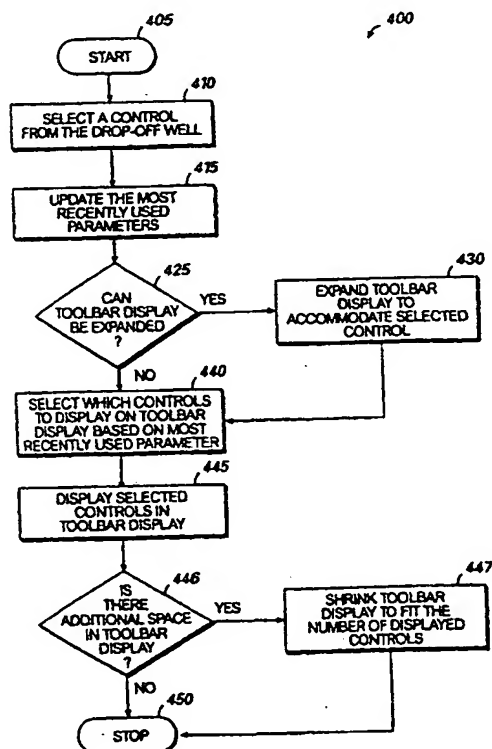 400
405
START
410
SELECT A CONTROL
FROM THE DROP-OFF WELL
415
UPDATE THE MOST
RECENTLY USED
PARAMETERS
425
CAN
TOOLBAR DISPLAY
BE EXPANDED
?
YES
NO
430
EXPAND TOOLBAR
DISPLAY TO
ACCOMMODATE SELECTED
CONTROL
440
SELECT WHICH CONTROLS
TO DISPLAY ON TOOLBAR
DISPLAY BASED ON MOST
RECENTLY USED PARAMETER
445
DISPLAY SELECTED
CONTROLS IN
TOOLBAR DISPLAY
446
IS
THERE
ADDITIONAL SPACE
IN TOOLBAR
DISPLAY
?
YES
NO
447
SHRINK TOOLBAR
DISPLAY TO FIT THE
NUMBER OF DISPLAYED
CONTROLS
450
STOP